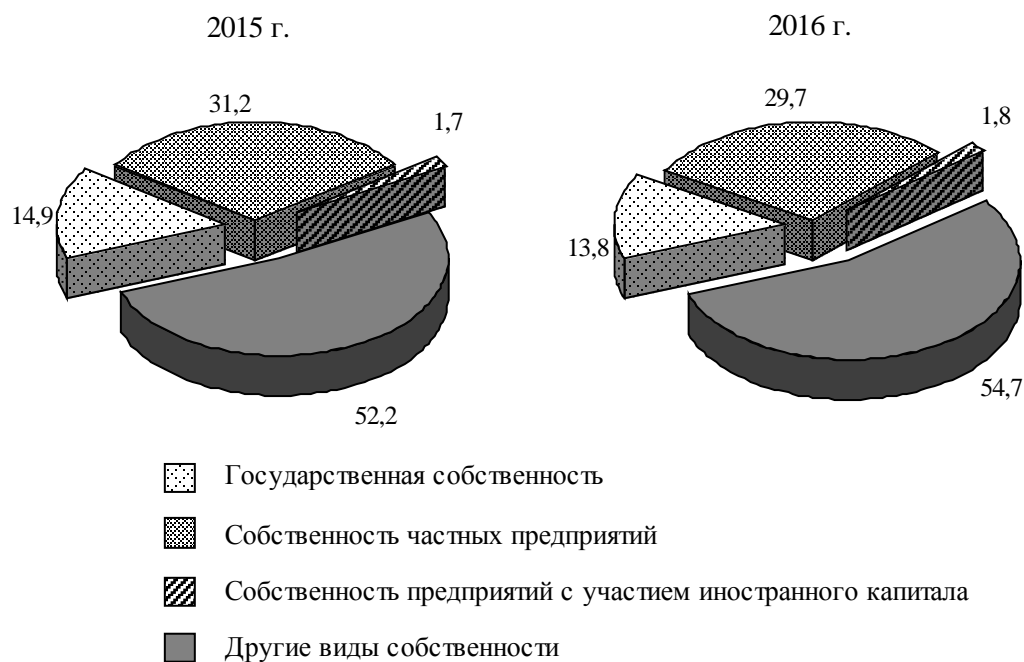 2015 г.
2016 г.
31,2
1,7
14,9
52,2
29,7
1,8
13,8
54,7
Государственная собственность
Собственность частных предприятий
Собственность предприятий с участием иностранного капитала
Другие виды собственности